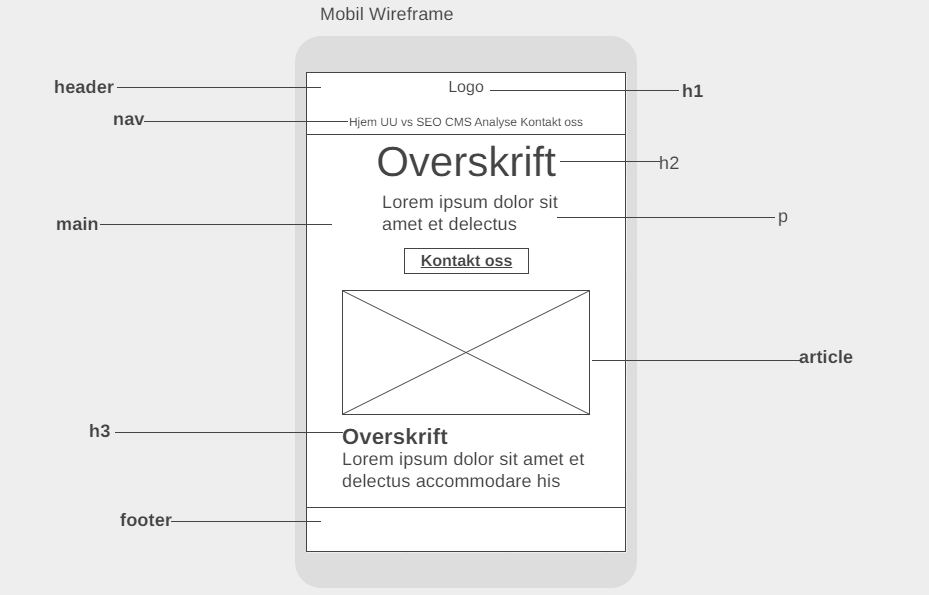 Mobil Wireframe
header
Logo
h1
nav
Hjem UU vs SEO CMS Analyse Kontakt oss
Overskrift
h2
Lorem ipsum dolor sit
amet et delectus
p
main
Kontakt oss
article
h3
Overskrift
Lorem ipsum dolor sit amet et
delectus accommodare his
footer